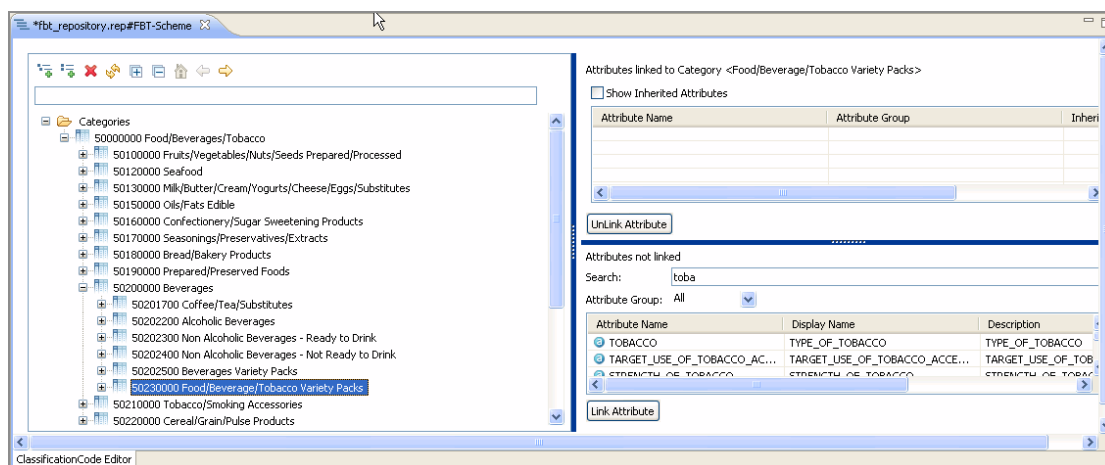 *fbt_repository.rep#FBT-Scheme
Categories
50000000 Food/Beverages/Tobacco
50100000 Fruits/Vegetables/Nuts/Seeds Prepared/Processed
50120000 Seafood
50130000 Milk/Butter/Cream/Yogurts/Cheese/Eggs/Substitutes
50150000 Oils/Fats Edible
50160000 Confectionery/Sugar Sweetening Products
50170000 Seasonings/Preservatives/Extracts
50180000 Bread/Bakery Products
50190000 Prepared/Preserved Foods
50200000 Beverages
50201700 Coffee/Tea/Substitutes
50202200 Alcoholic Beverages
50202300 Non Alcoholic Beverages - Ready to Drink
50202400 Non Alcoholic Beverages - Not Ready to Drink
50202500 Beverages Variety Packs
50230000 Food/Beverage/Tobacco Variety Packs
50210000 Tobacco/Smoking Accessories
50220000 Cereal/Grain/Pulse Products
Attributes linked to Category <Food/Beverage/Tobacco Variety Packs>
Show Inherited Attributes
Attribute Name Attribute Group Inheri
UnLink Attribute
Attributes not linked
Search: toba
Attribute Group: All
Attribute Name Display Name Description
TOBACCO TYPE_OF_TOBACCO TYPE_OF_TOBACCO
TARGET_USE_OF_TOBACCO_AC... TARGET_USE_OF_TOBACCO_ACCE... TARGET_USE_OF_TOB
STRENGTH_OF_TOBACCO STRENGTH_OF_TOBACCO STRENGTH_OF_TOBAC
Link Attribute
ClassificationCode Editor